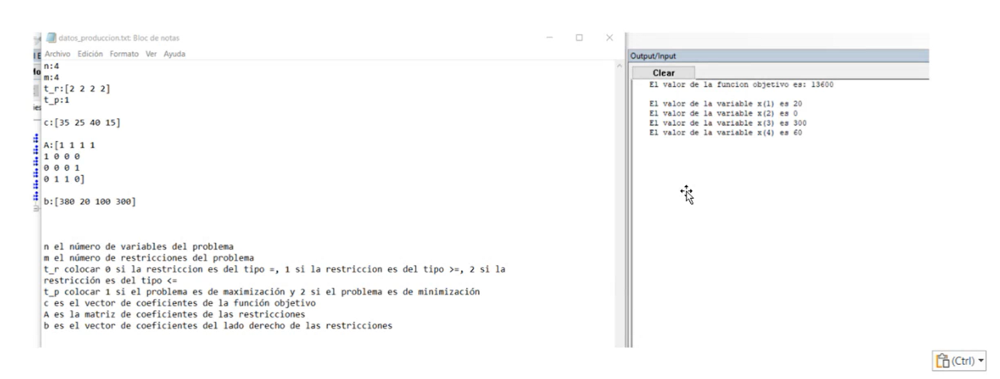 datos_produccion.txt: Bloc de notas
Archivo Edición Formato Ver Ayuda
n:4
m:4
t_r:[2 2 2 2]
t_p:1
c:[35 25 40 15]
A:[1 1 1 1
1 0 0 0
0 0 0 1
0 1 1 0]
b:[380 20 100 300]
n el número de variables del problema
m el número de restricciones del problema
t_r colocar 0 si la restriccion es del tipo =, 1 si la restriccion es del tipo >=, 2 si la
restricción es del tipo <=
t_p colocar 1 si el problema es de maximización y 2 si el problema es de minimización
c es el vector de coeficientes de la función objetivo
A es la matriz de coeficientes de las restricciones
b es el vector de coeficientes del lado derecho de las restricciones
Output/Input
Clear
El valor de la funcion objetivo es: 13600
El valor de la variable x(1) es 20
El valor de la variable x(2) es 0
El valor de la variable x(3) es 300
El valor de la variable x(4) es 60
(Ctrl)